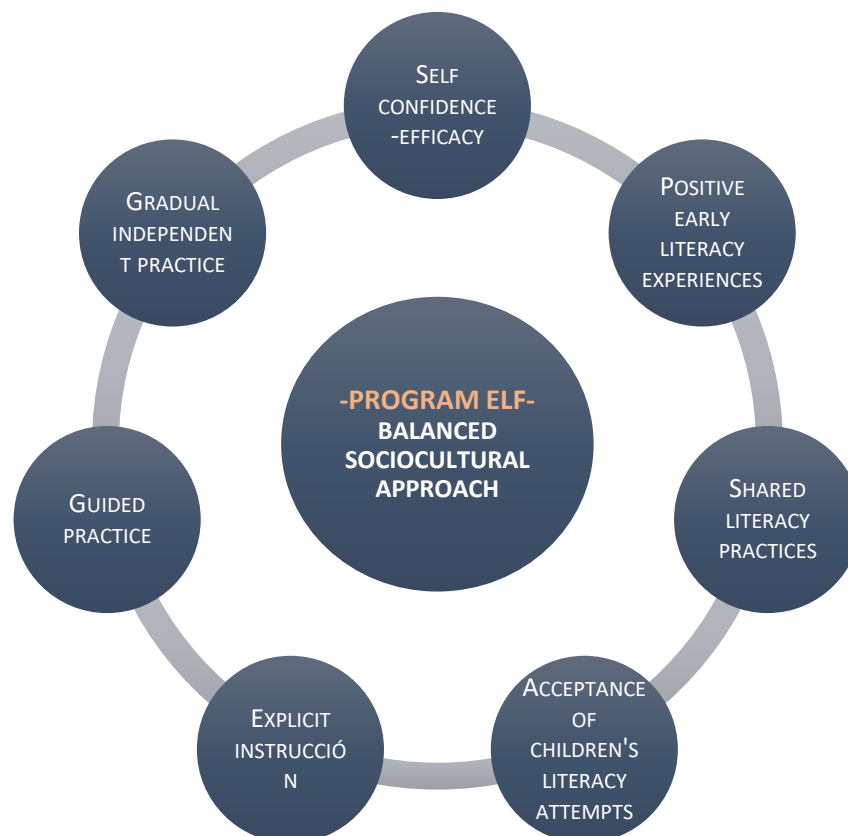 SELF
CONFIDENCE
-EFFICACY
POSITIVE
EARLY
LITERACY
EXPERIENCES
SHARED
LITERACY
PRACTICES
ACCEPTANCE
OF
CHILDREN'S
LITERACY
ATTEMPTS
EXPLICIT
INSTRUCCIÓ
N
GUIDED
PRACTICE
GRADUAL
INDEPENDEN
T PRACTICE
-PROGRAM ELF-
BALANCED
SOCIOCULTURAL
APPROACH